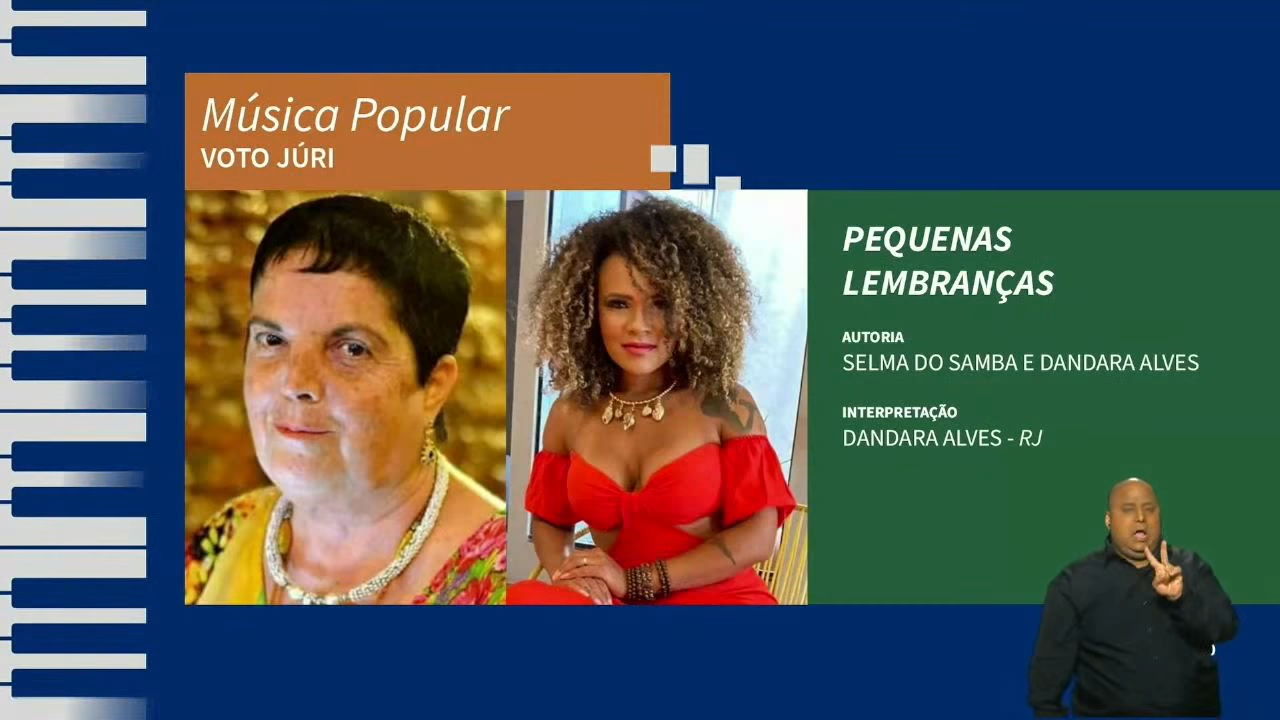 Música Popular
VOTO JÚRI
PEQUENAS
LEMBRANÇAS
AUTORIA
SELMA DO SAMBA E DANDARA ALVES
INTERPRETAÇÃO
DANDARA ALVES - RJ